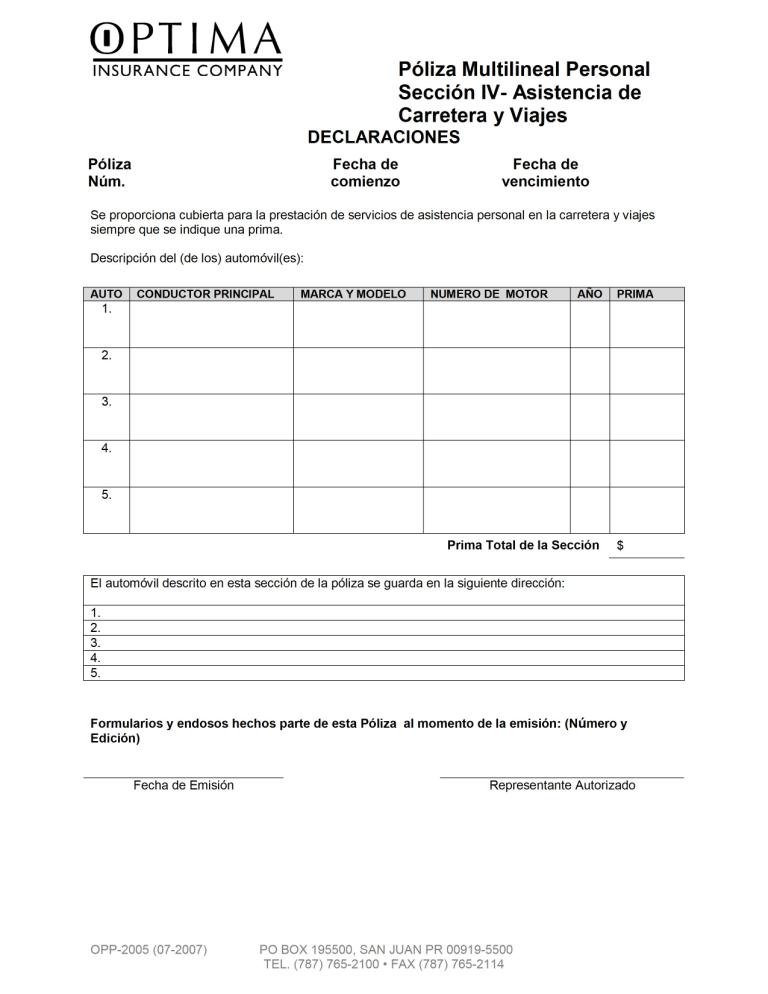 OPTIMA
INSURANCE COMPANY
Póliza Multilineal Personal
Sección IV- Asistencia de
Carretera y Viajes
DECLARACIONES
Póliza Fecha de Fecha de
Núm. comienzo vencimiento
Se proporciona cubierta para la prestación de servicios de asistencia personal en la carretera y viajes
siempre que se indique una prima.
Descripción del (de los) automóvil(es):
AUTO CONDUCTOR PRINCIPAL MARCA Y MODELO NUMERO DE MOTOR AÑO PRIMA
1.
2.
3.
4.
5.
Prima Total de la Sección $
El automóvil descrito en esta sección de la póliza se guarda en la siguiente dirección:
1.
2.
3.
4.
5.
Formularios y endosos hechos parte de esta Póliza al momento de la emisión: (Número y
Edición)
Fecha de Emisión Representante Autorizado
OPP-2005 (07-2007) PO BOX 195500, SAN JUAN PR 00919-5500
TEL. (787) 765-2100 • FAX (787) 765-2114